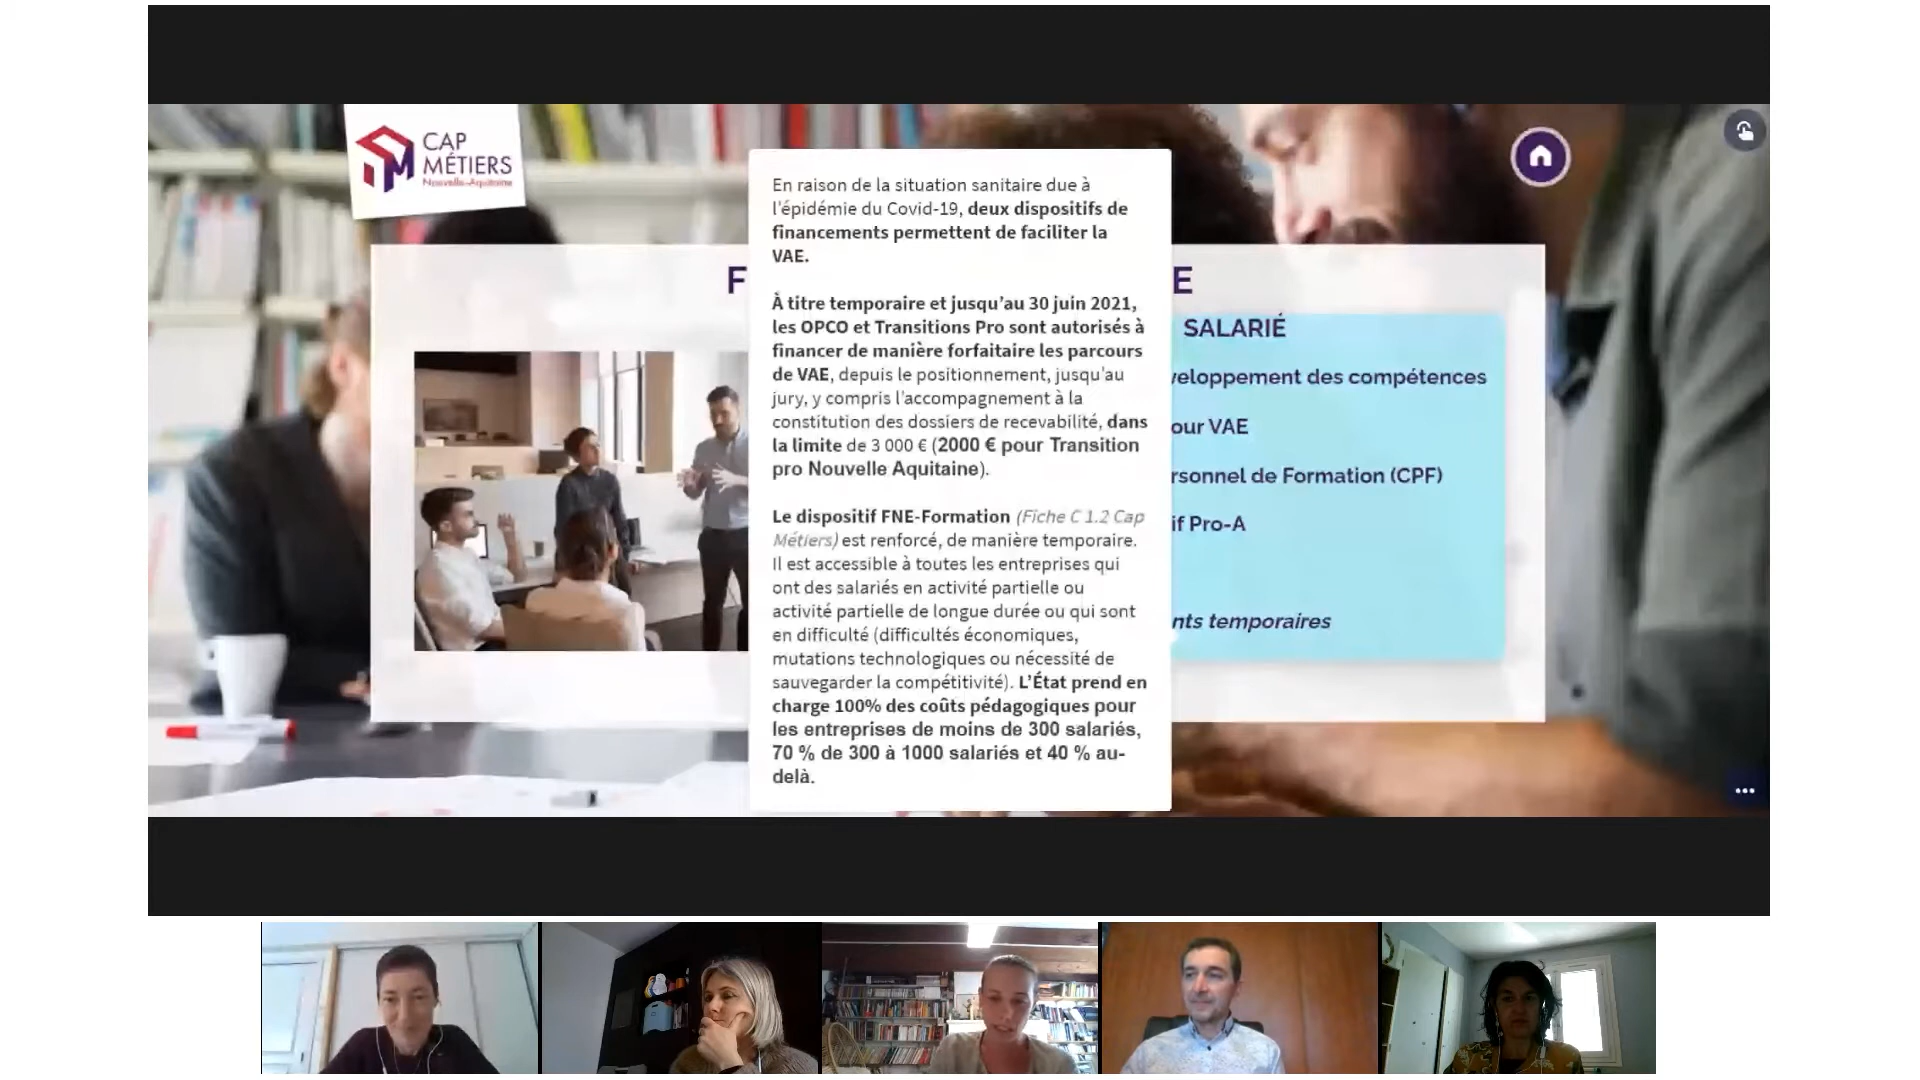 CAP
MÉTIERS
Nouvelle-Aquitaine
En raison de la situation sanitaire due à
l'épidémie du Covid-19, deux dispositifs de
financements permettent de faciliter la
VAE.
À titre temporaire et jusqu'au 30 juin 2021,
les OPCO et Transitions Pro sont autorisés à
financer de manière forfaitaire les parcours
de VAE, depuis le positionnement, jusqu'au
jury, y compris l'accompagnement à la
constitution des dossiers de recevabilité, dans
la limite de 3 000 € (2000 € pour Transition
pro Nouvelle Aquitaine).
Le dispositif FNE-Formation (Fiche C 1.2 Cap
Métiers) est renforcé, de manière temporaire.
Il est accessible à toutes les entreprises qui
ont des salariés en activité partielle ou
activité partielle de longue durée ou qui sont
en difficulté (difficultés économiques,
mutations technologiques ou nécessité de
sauvegarder la compétitivité). L'État prend en
charge 100% des coûts pédagogiques pour
les entreprises de moins de 300 salariés,
70 % de 300 à 1000 salariés et 40 % au-
delà.
F
E
SALARIÉ
veloppement des compétences
our VAE
rsonnel de Formation (CPF)
if Pro-A
nts temporaires